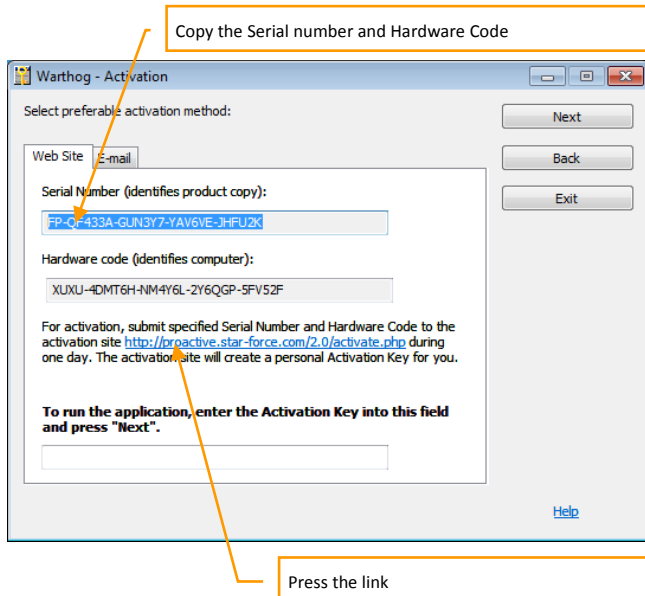 Copy the Serial number and Hardware Code
Warthog - Activation
Select preferable activation method:
Next
Web Site E-mail
Back
Serial Number (identifies product copy):
Exit
FP-QF433A-GUN3Y7-YAV6VE-JHFU2K
Hardware code (identifies computer):
XUXU-4DMT6H-NM4Y6L-2Y6QGP-5FV52F
For activation, submit specified Serial Number and Hardware Code to the
activation site http://proactive.star-force.com/2.0/activate.php during
one day. The activation site will create a personal Activation Key for you.
To run the application, enter the Activation Key into this field
and press "Next".
Help
Press the link